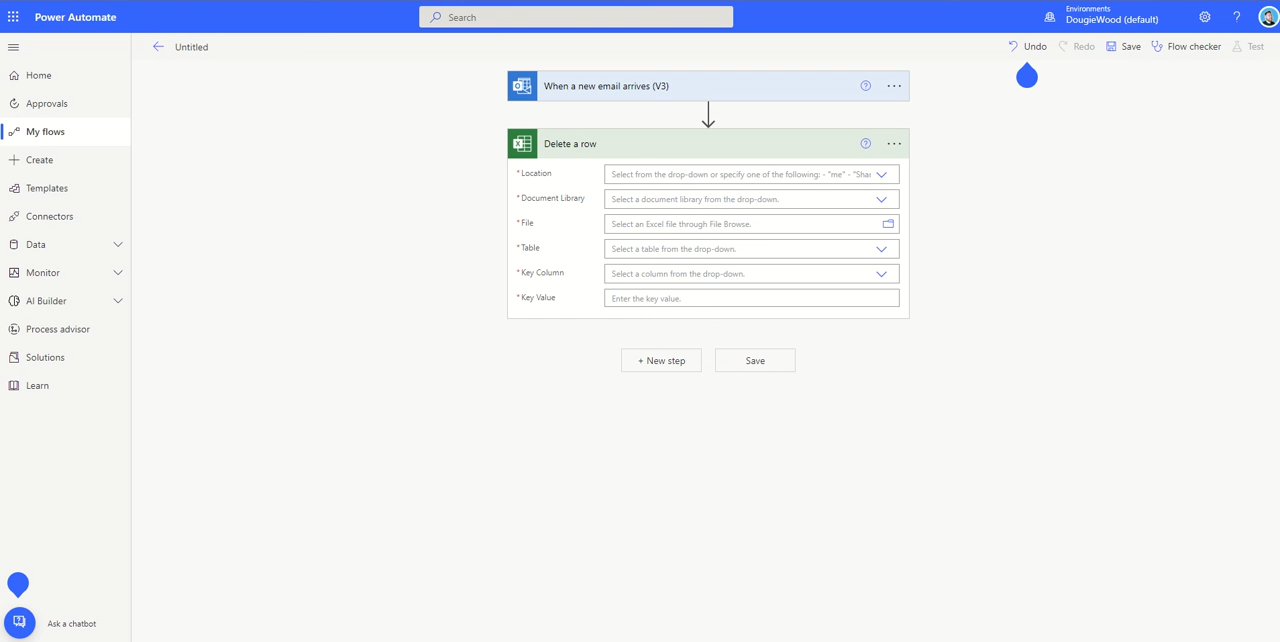 Power Automate
Search
Environments
DougieWood (default)
?
Untitled
Undo
Redo
Save
Flow checker
Test
Home
Approvals
My flows
Create
Templates
Connectors
Data
Monitor
AI Builder
Process advisor
Solutions
Learn
Ask a chatbot
When a new email arrives (V3)
Delete a row
* Location
Select from the drop-down or specify one of the following: - "me" - "Shar
* Document Library
Select a document library from the drop-down.
* File
Select an Excel file through File Browse.
* Table
Select a table from the drop-down.
* Key Column
Select a column from the drop-down.
* Key Value
Enter the key value.
+ New step
Save